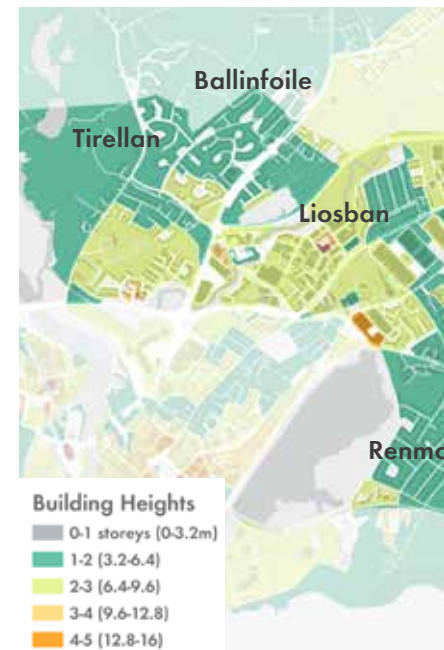 Ballinfoile
Tirellan
Liosban
Renmo
Building Heights
0-1 storeys (0-3.2m)
1-2 (3.2-6.4)
2-3 (6.4-9.6)
3-4 (9.6-12.8)
4-5 (12.8-16)